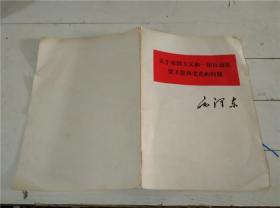 关于帝国主义和一切反动派
是不是真老虎的问题
毛泽东